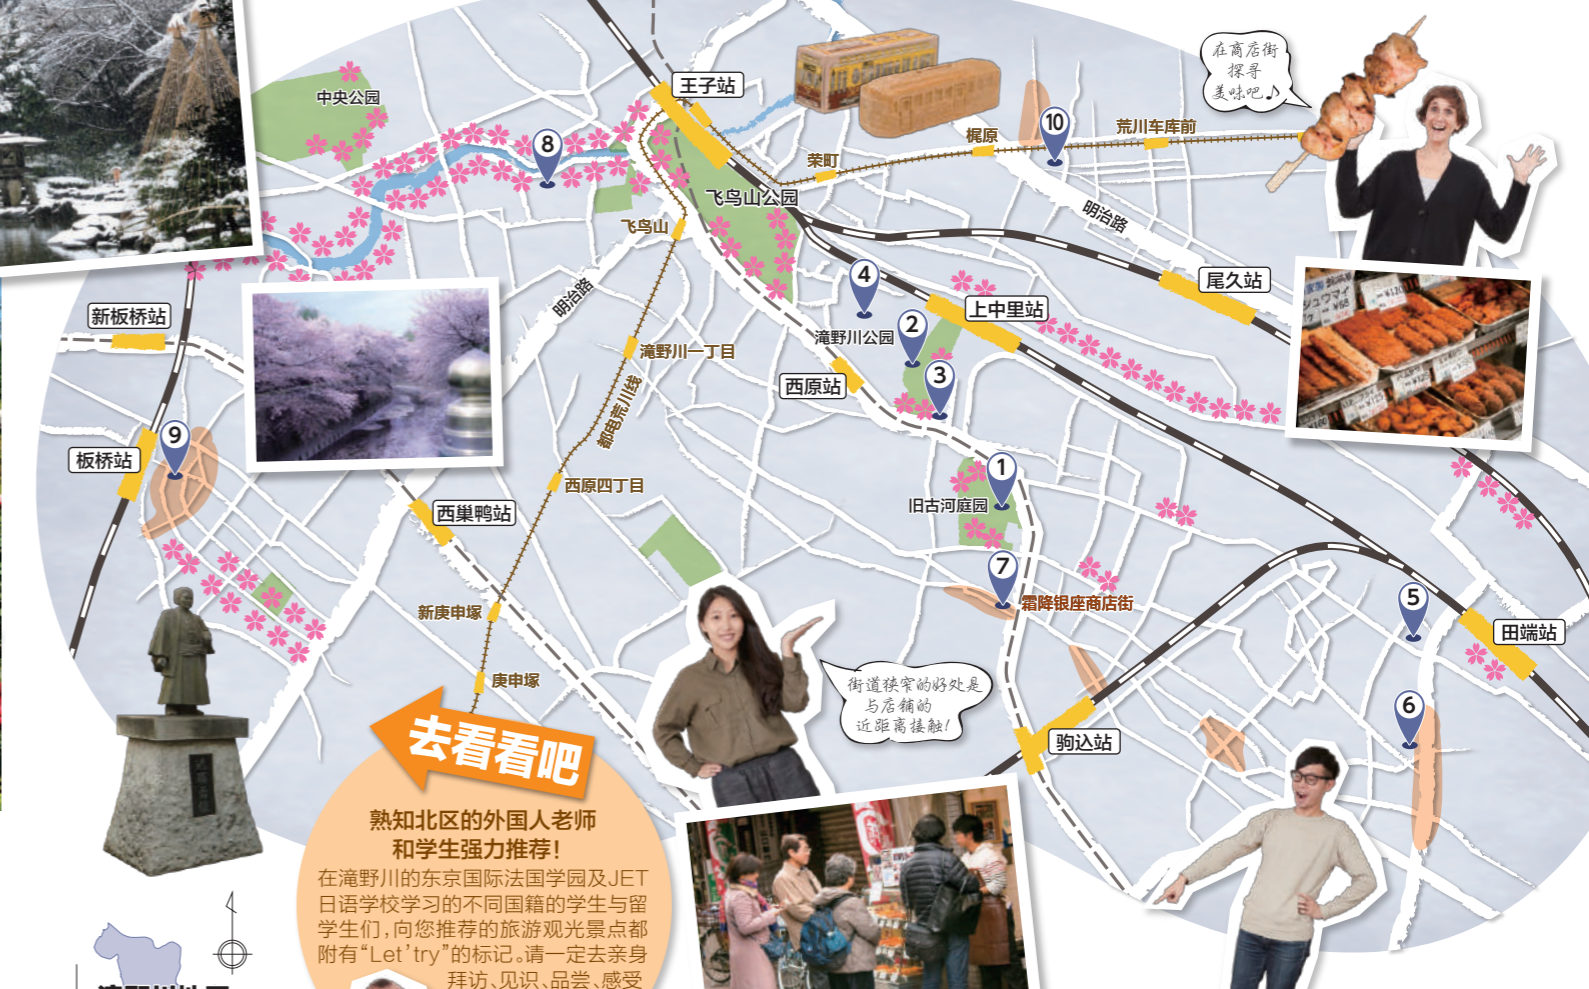 中央公园
王子站
8
在商店街
探寻
美味吧♪
10
梶原
荒川车库前
荣町
飞鸟山公园
飞鸟山
明治路
明治路
尾久站
4
上中里站
新板桥站
2
滝野川公园
滝野川一丁目
3
西原站
都电荒川线
9
板桥站
1
西原四丁目
旧古河庭园
西巢鸭站
7
霜降银座商店街
5
新庚申塚
田端站
庚申塚
街道狭窄的好处是
与店铺的
近距离接触!
6
驹込站
去看看吧
熟知北区的外国人老师
和学生强力推荐!
在滝野川的东京国际法国学园及JET
日语学校学习的不同国籍的学生与留
学生们,向您推荐的旅游观光景点都
附有“Let’try”的标记。请一定去亲身
拜访、见识、品尝、感受